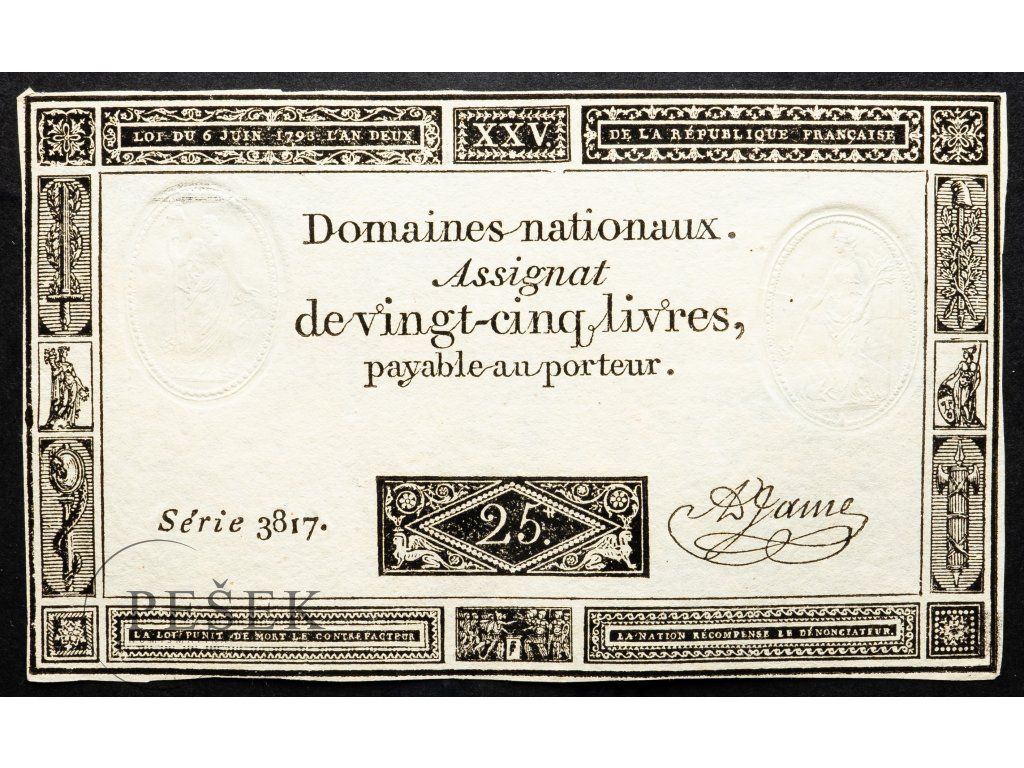 LOI DU 6 JUIN 1793. L'AN DEUX
XXV.
DE LA RÉPUBLIQUE FRANÇAISE
Domaines nationaux.
Assignat
de vingt-cinq livres,
payable au porteur.
Série 3817.
25.
A Jame
PEŠEK
LA LOI PUNIT DE MORT LE CONTREFACTEUR
LA NATION RÉCOMPENSE LE DÉNONCIATEUR.